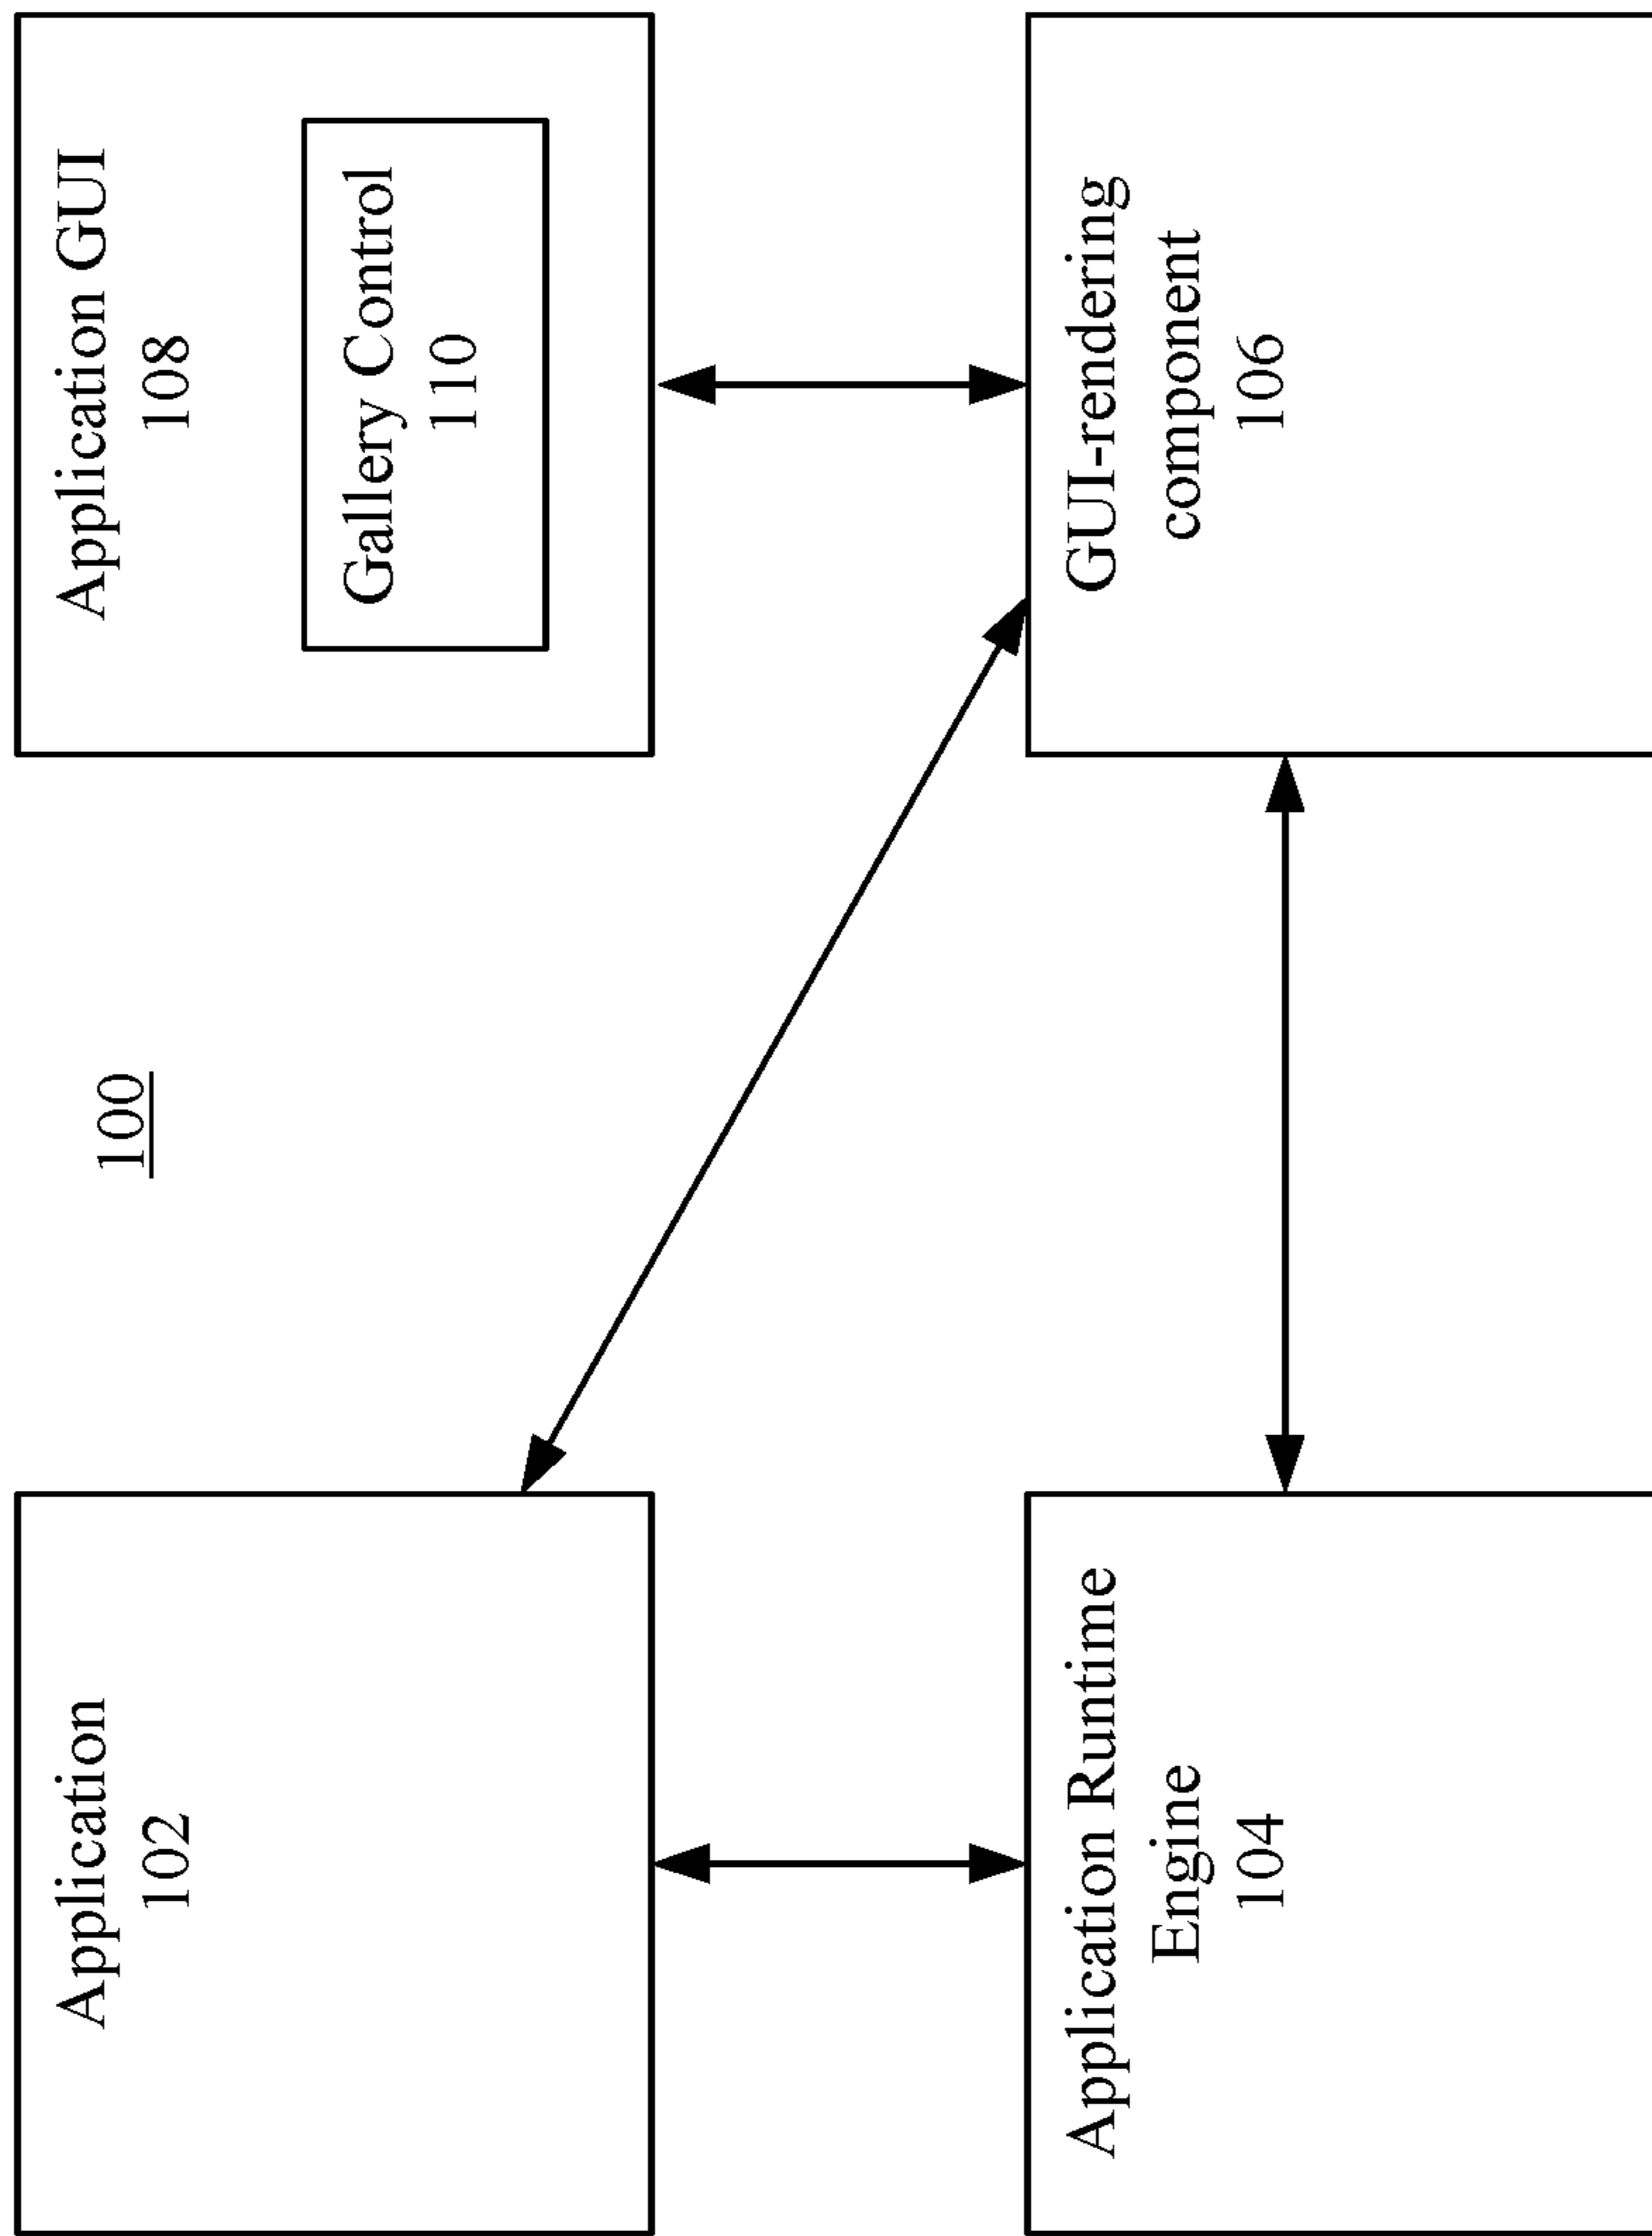 100
Application
102
Application GUI
108
Gallery Control
110
Application Runtime
Engine
104
GUI-rendering
component
106